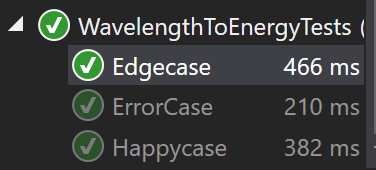 WavelengthToEnergyTests (
Edgecase 466 ms
ErrorCase 210 ms
Happycase 382 ms